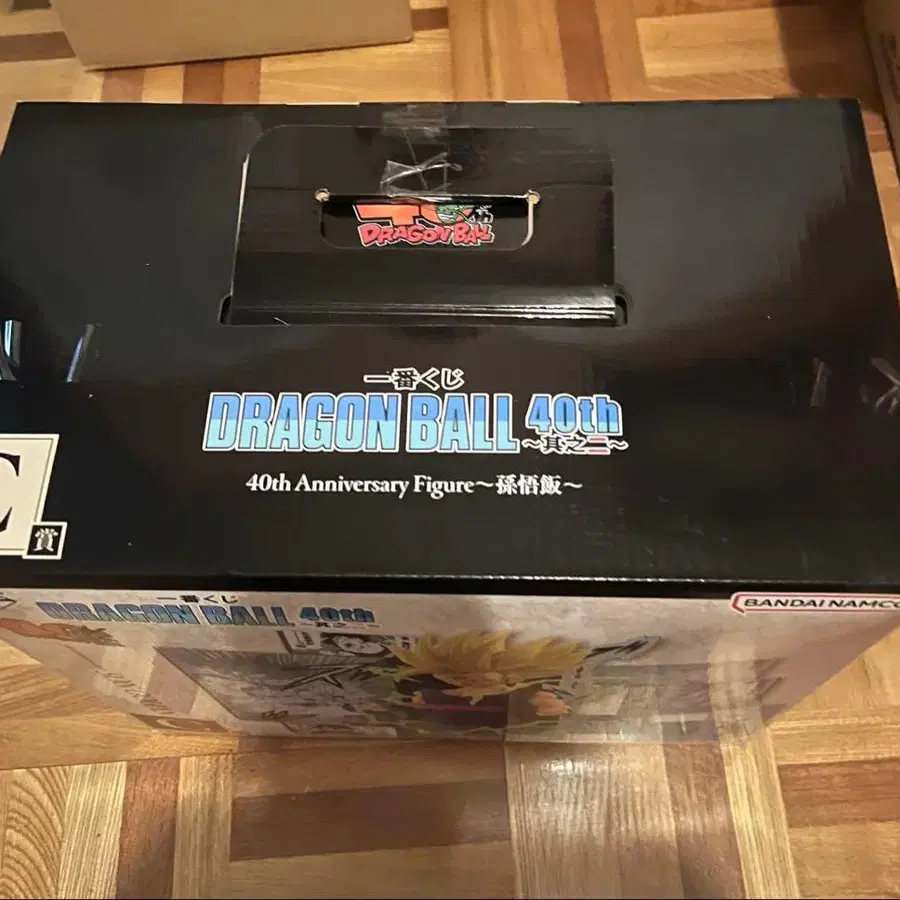 40th
DRAGON BALL
一番くじ
DRAGON BALL 40th
～其之二～
40th Anniversary Figure～孫悟飯～
C
賞
一番くじ
DRAGON BALL 40th
BANDAI NAMCO